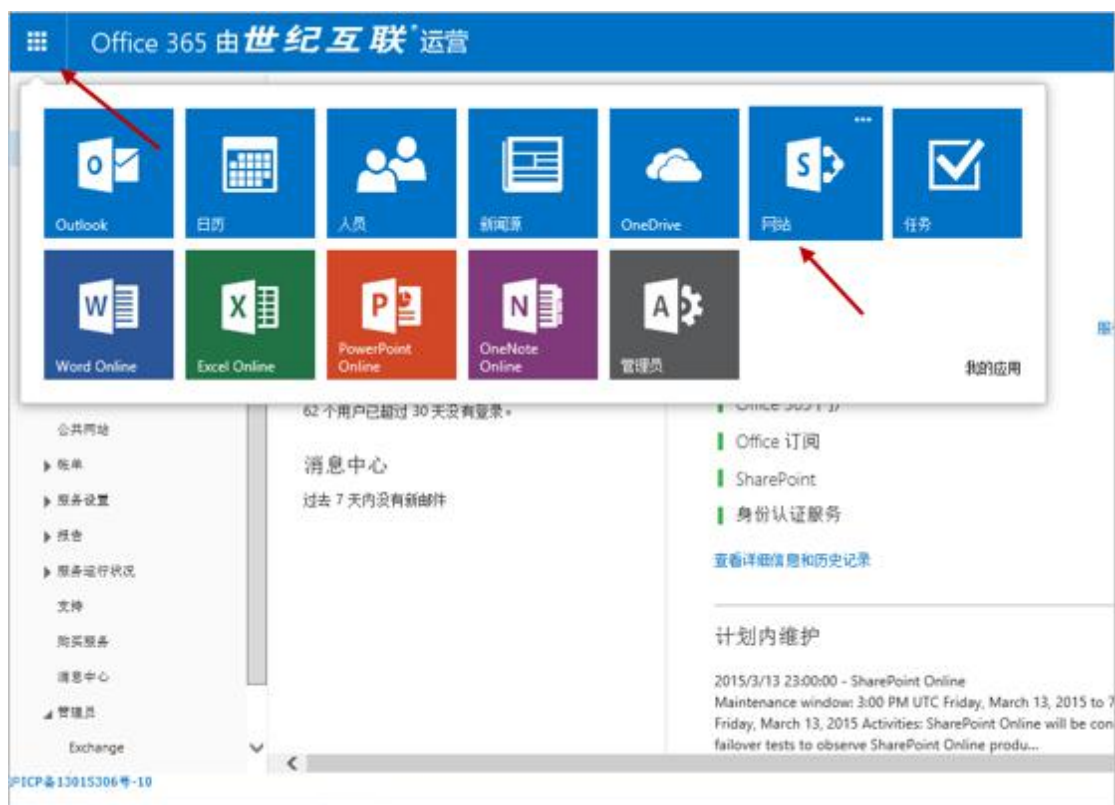 Office 365 由世纪互联运营
Outlook
日历
人员
新闻源
OneDrive
网站
任务
Word Online
Excel Online
PowerPoint
Online
OneNote
Online
管理员
我的应用
62 个用户已超过 30 天没有登录。
消息中心
过去 7 天内没有新邮件
公共网站
账单
服务设置
报告
服务运行状况
支持
购买服务
消息中心
管理员
Exchange
Office 订阅
SharePoint
身份认证服务
查看详细信息和历史记录
计划内维护
2015/3/13 23:00:00 - SharePoint Online
Maintenance window: 3:00 PM UTC Friday, March 13, 2015 to 7
Friday, March 13, 2015 Activities: SharePoint Online will be con
failover tests to observe SharePoint Online produ...
沪ICP备13015306号-10